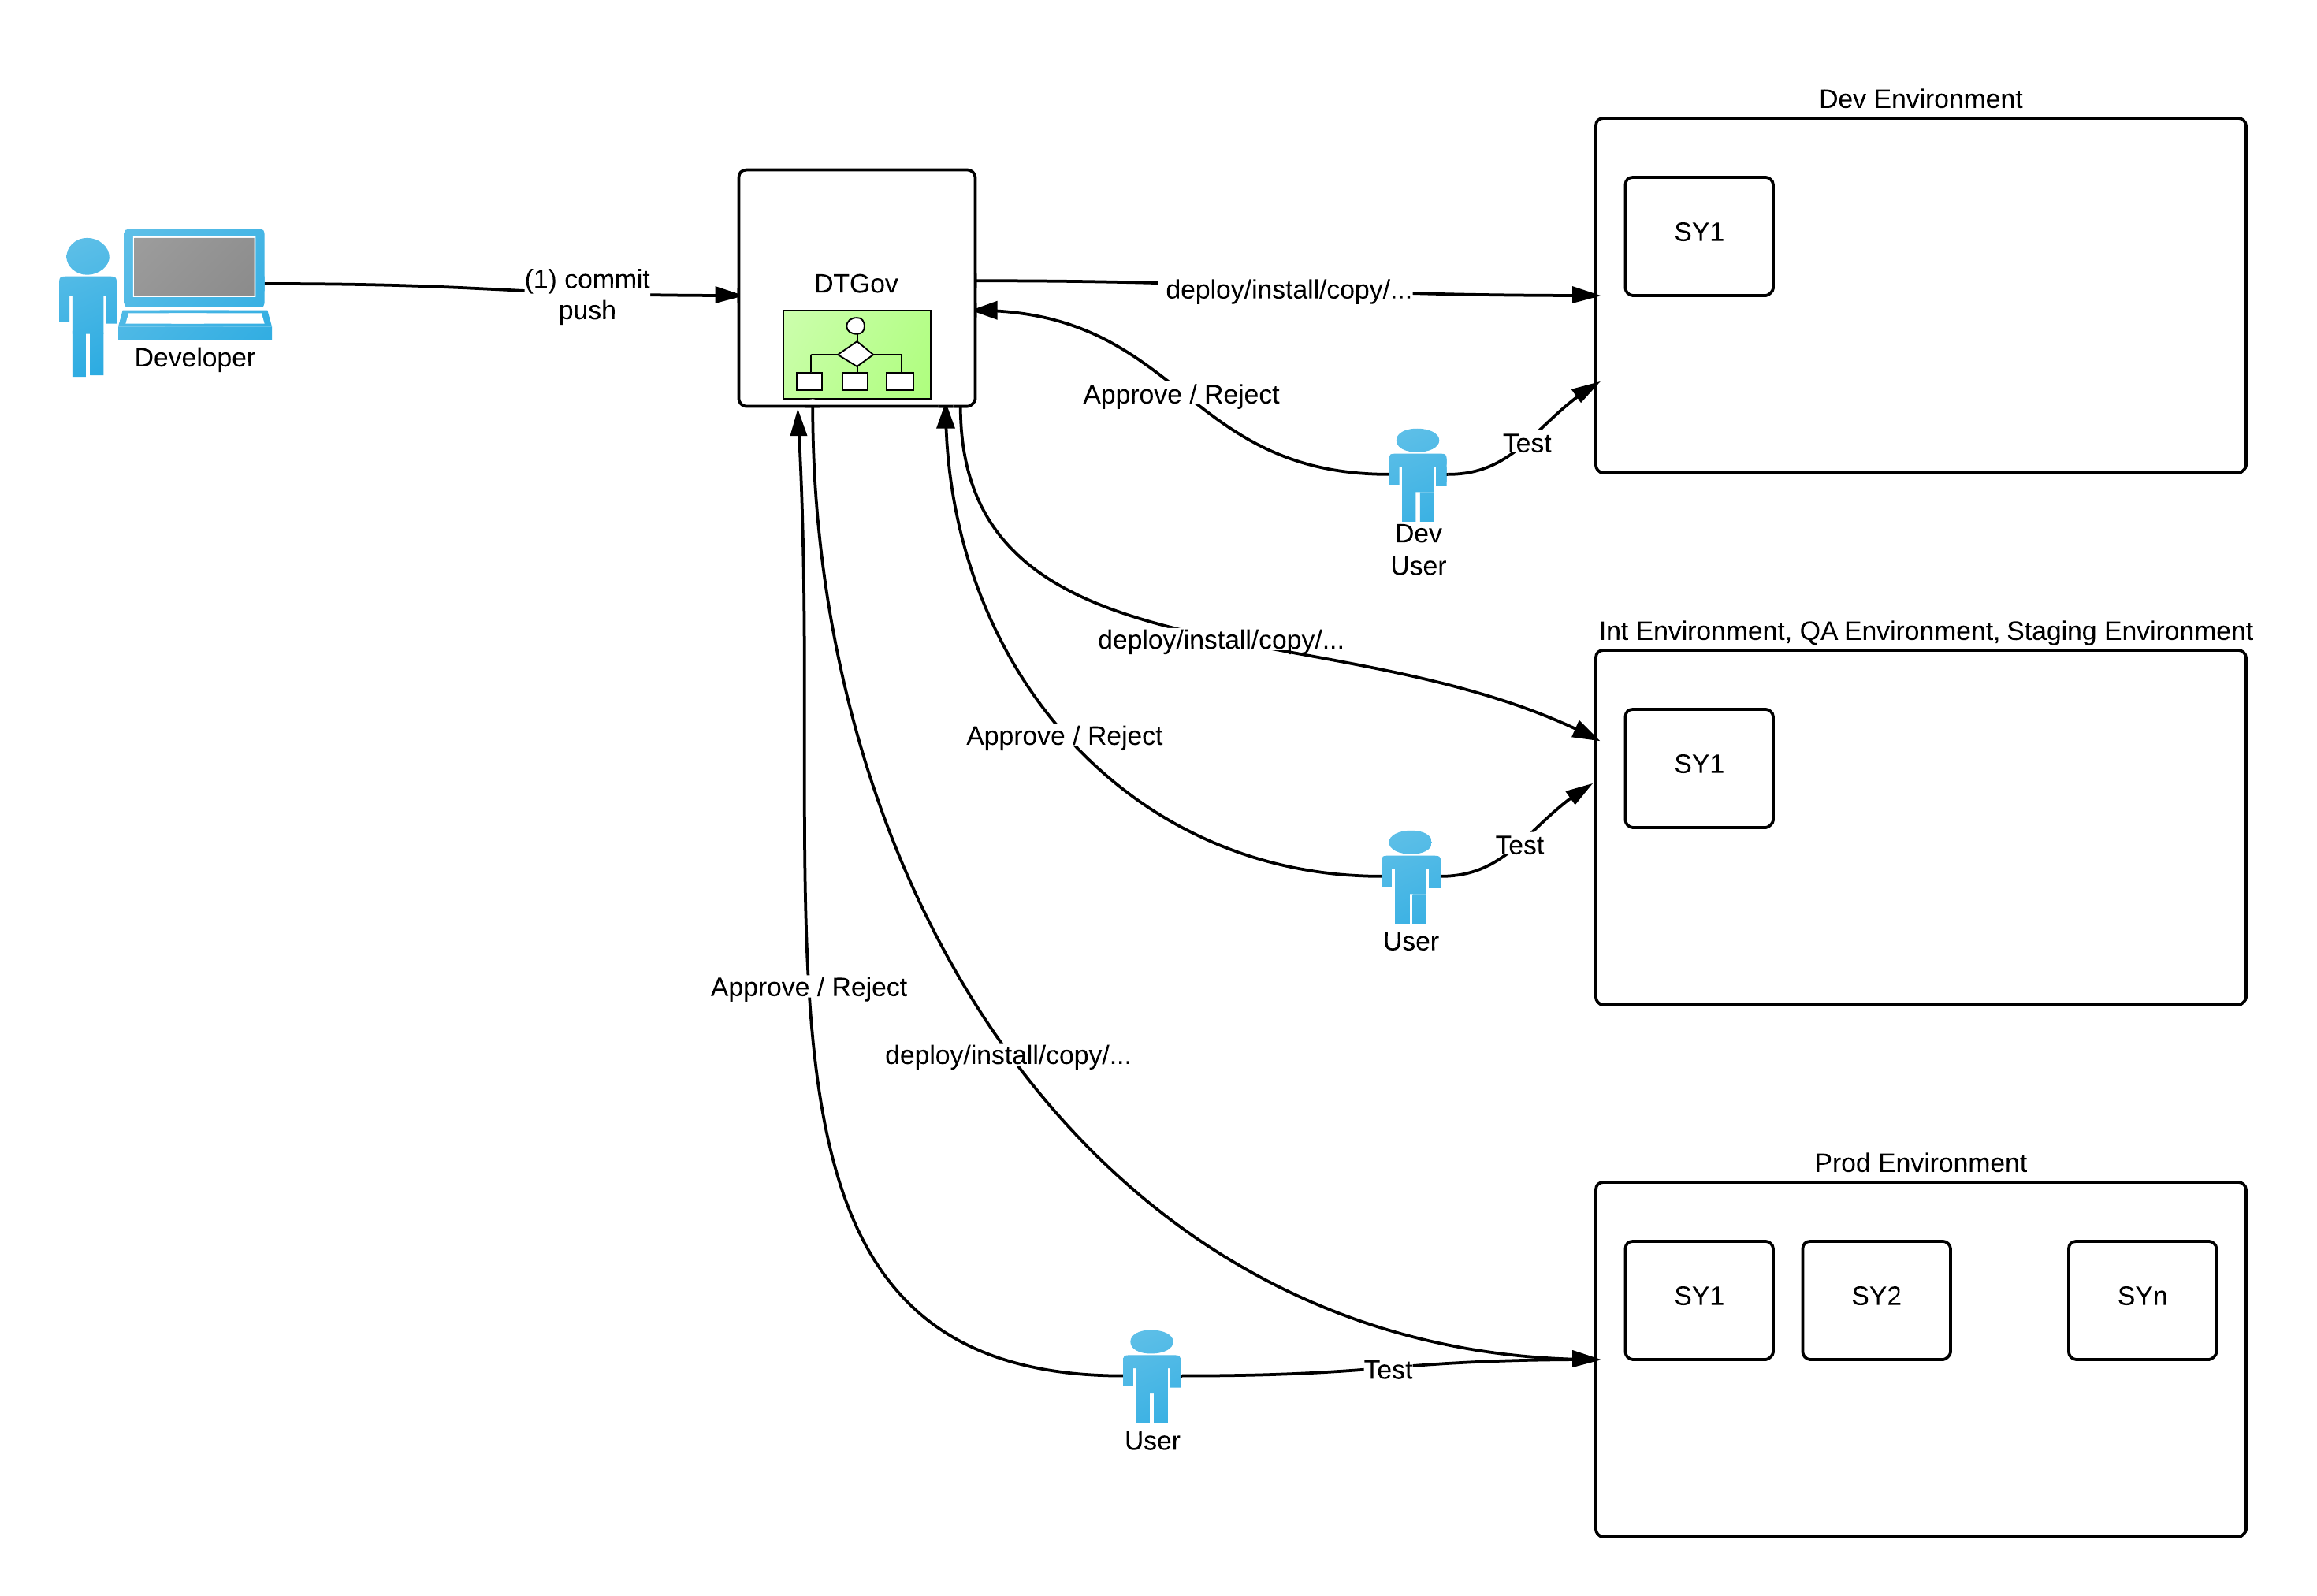 Dev Environment
SY1
(1) commit
push
DTGov
deploy/install/copy/...
Developer
Approve / Reject
Test
Dev
User
Int Environment, QA Environment, Staging Environment
deploy/install/copy/...
Approve / Reject
SY1
Test
User
Approve / Reject
deploy/install/copy/...
Prod Environment
SY1
SY2
SYn
Test
User